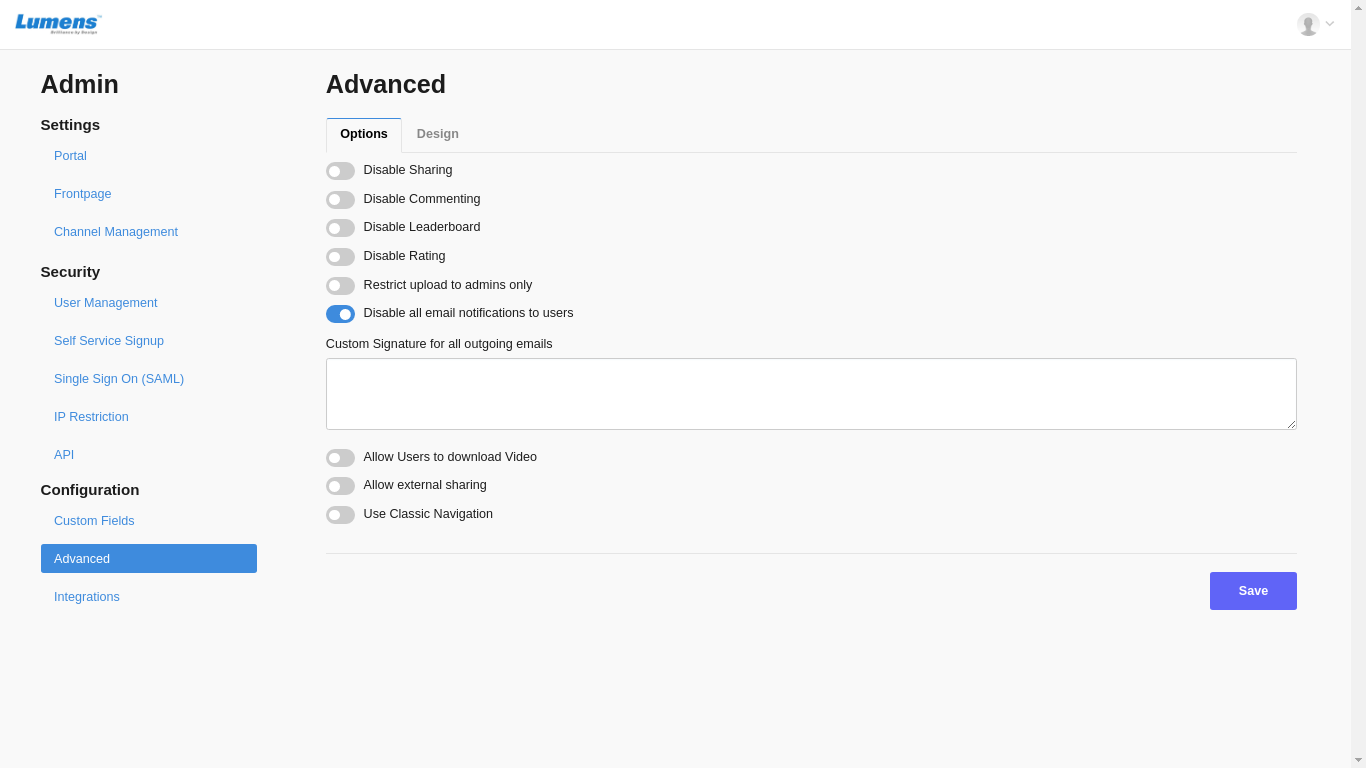 Lumens™
Brilliance by Design
Admin
Settings
Portal
Frontpage
Channel Management
Security
User Management
Self Service Signup
Single Sign On (SAML)
IP Restriction
API
Configuration
Custom Fields
Advanced
Integrations
Advanced
Options Design
Disable Sharing
Disable Commenting
Disable Leaderboard
Disable Rating
Restrict upload to admins only
Disable all email notifications to users
Custom Signature for all outgoing emails
Allow Users to download Video
Allow external sharing
Use Classic Navigation
Save